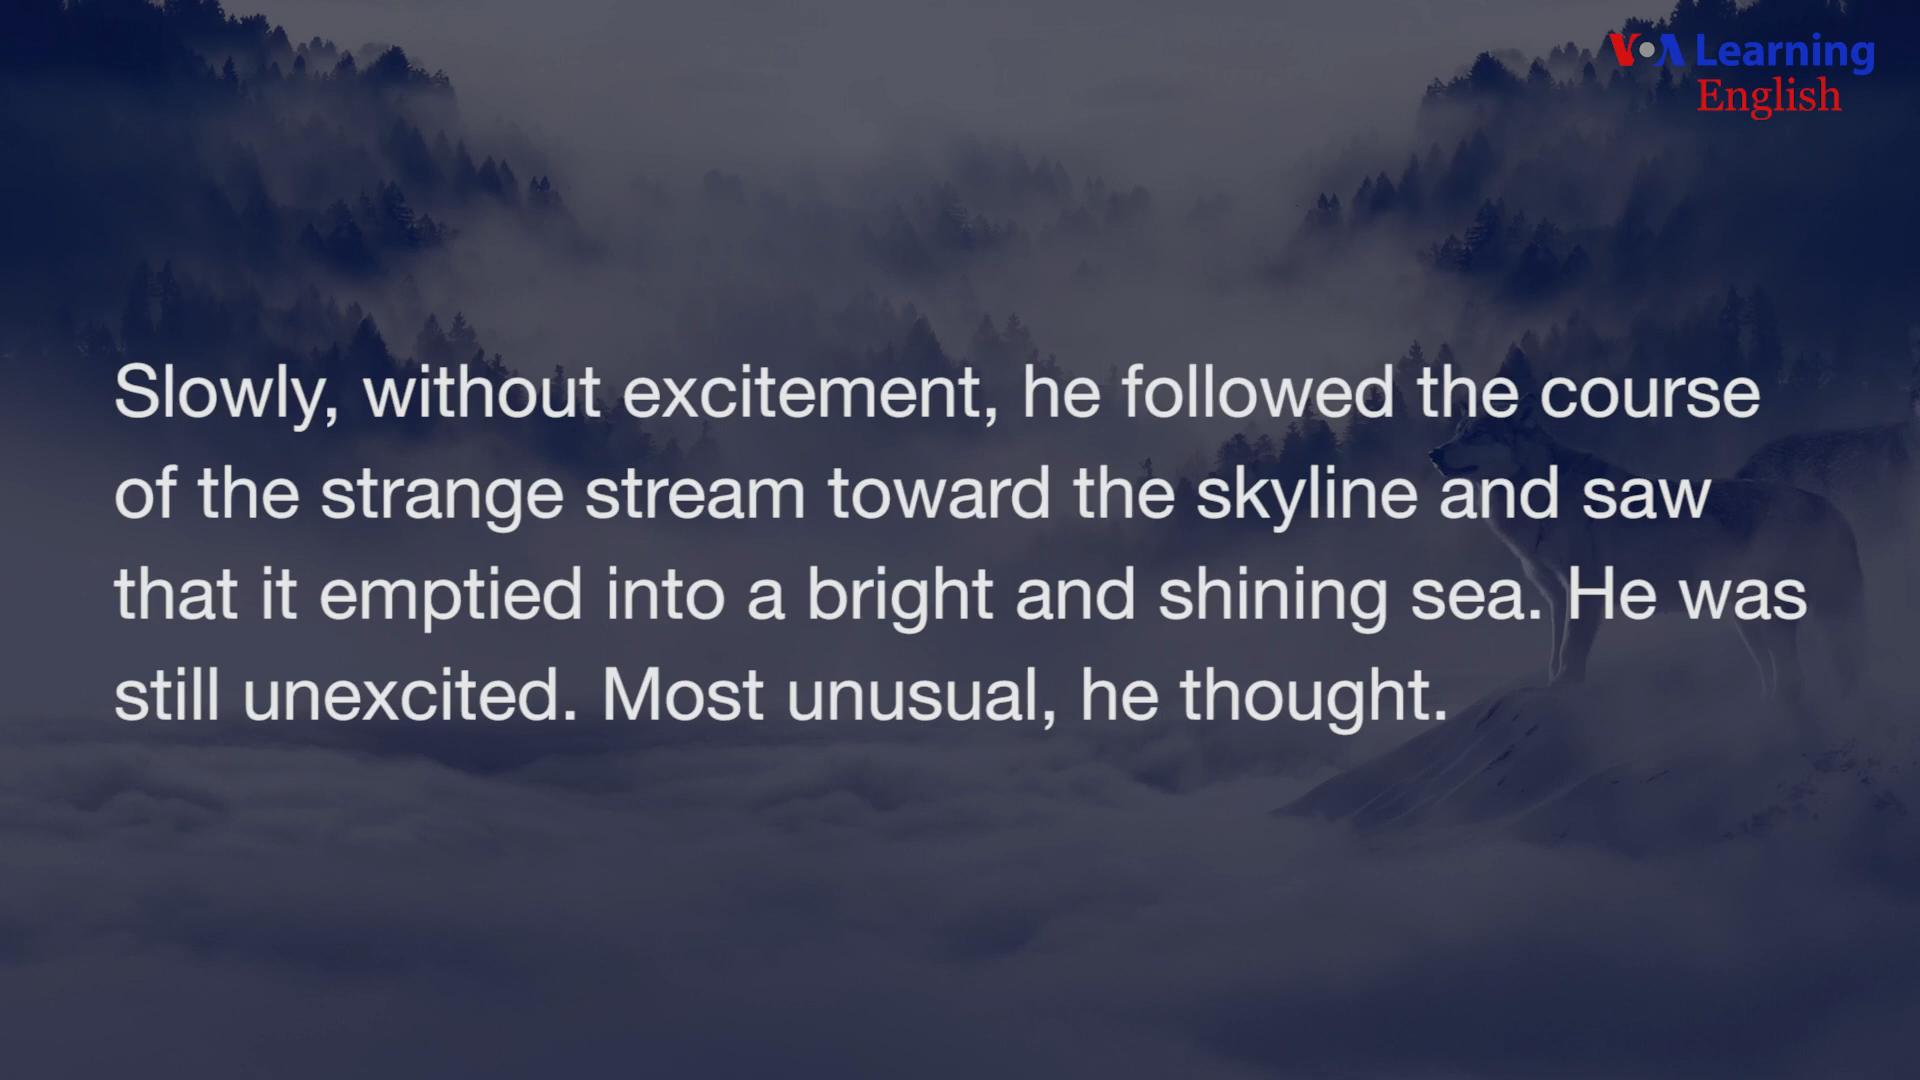 VOA Learning
English
Slowly, without excitement, he followed the course
of the strange stream toward the skyline and saw
that it emptied into a bright and shining sea. He was
still unexcited. Most unusual, he thought.